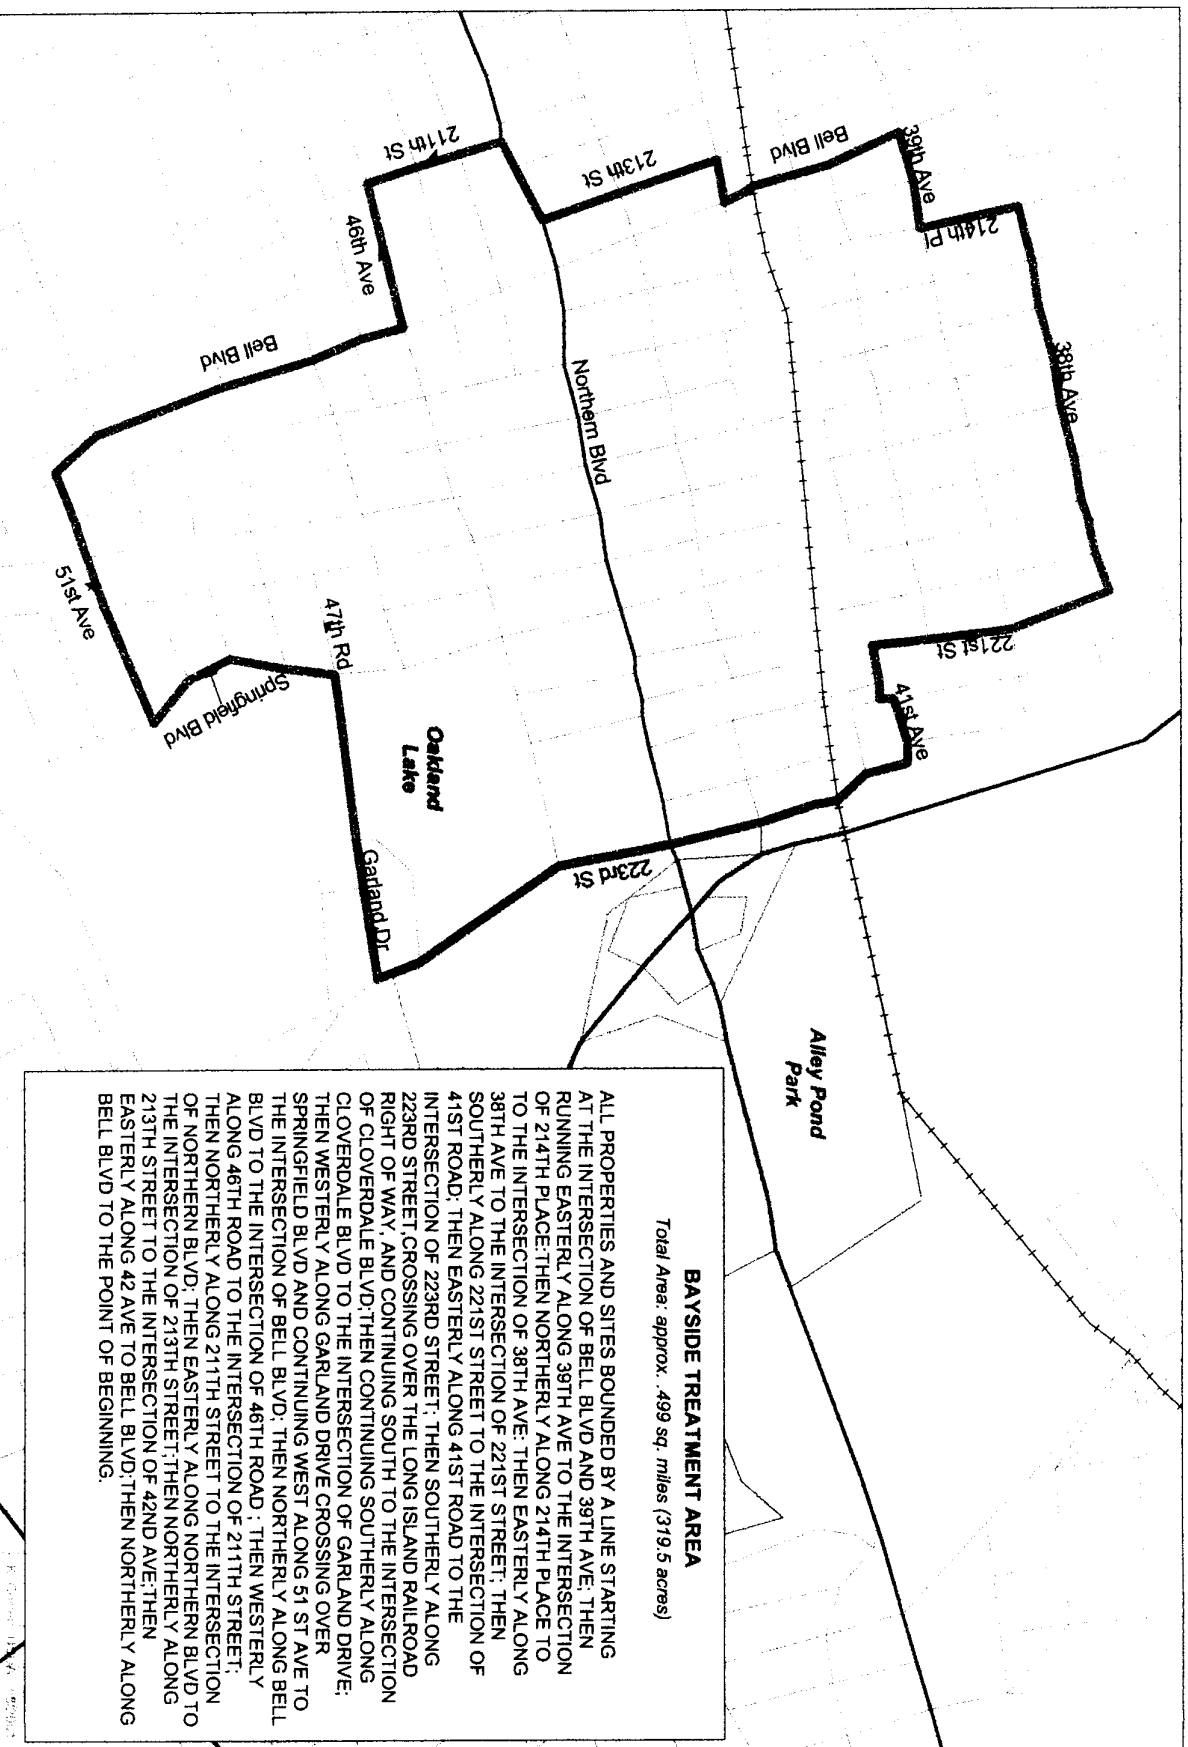 39th Ave
214th Pl
38th Ave
Bell Blvd
221st St
41st Ave
213th St
Northern Blvd
211th St
46th Ave
Bell Blvd
223rd St
Oakland
Lake
47th Rd
Garland Dr
Springfield Blvd
51st Ave
Alley Pond
Park
BAYSIDE TREATMENT AREA
Total Area: approx. .499 sq. miles (319.5 acres)
ALL PROPERTIES AND SITES BOUNDED BY A LINE STARTING
AT THE INTERSECTION OF BELL BLVD AND 39TH AVE; THEN
RUNNING EASTERLY ALONG 39TH AVE TO THE INTERSECTION
OF 214TH PLACE;THEN NORTHERLY ALONG 214TH PLACE TO
TO THE INTERSECTION OF 38TH AVE; THEN EASTERLY ALONG
38TH AVE TO THE INTERSECTION OF 221ST STREET; THEN
SOUTHERLY ALONG 221ST STREET TO THE INTERSECTION OF
41ST ROAD; THEN EASTERLY ALONG 41ST ROAD TO THE
INTERSECTION OF 223RD STREET; THEN SOUTHERLY ALONG
223RD STREET,CROSSING OVER THE LONG ISLAND RAILROAD
RIGHT OF WAY, AND CONTINUING SOUTH TO THE INTERSECTION
OF CLOVERDALE BLVD;THEN CONTINUING SOUTHERLY ALONG
CLOVERDALE BLVD TO THE INTERSECTION OF GARLAND DRIVE;
THEN WESTERLY ALONG GARLAND DRIVE CROSSING OVER
SPRINGFIELD BLVD AND CONTINUING WEST ALONG 51 ST AVE TO
THE INTERSECTION OF BELL BLVD; THEN NORTHERLY ALONG BELL
BLVD TO THE INTERSECTION OF 46TH ROAD ; THEN WESTERLY
ALONG 46TH ROAD TO THE INTERSECTION OF 211TH STREET;
THEN NORTHERLY ALONG 211TH STREET TO THE INTERSECTION
OF NORTHERN BLVD; THEN EASTERLY ALONG NORTHERN BLVD TO
THE INTERSECTION OF 213TH STREET;THEN NORTHERLY ALONG
213TH STREET TO THE INTERSECTION OF 42ND AVE;THEN
EASTERLY ALONG 42 AVE TO BELL BLVD;THEN NORTHERLY ALONG
BELL BLVD TO THE POINT OF BEGINNING.